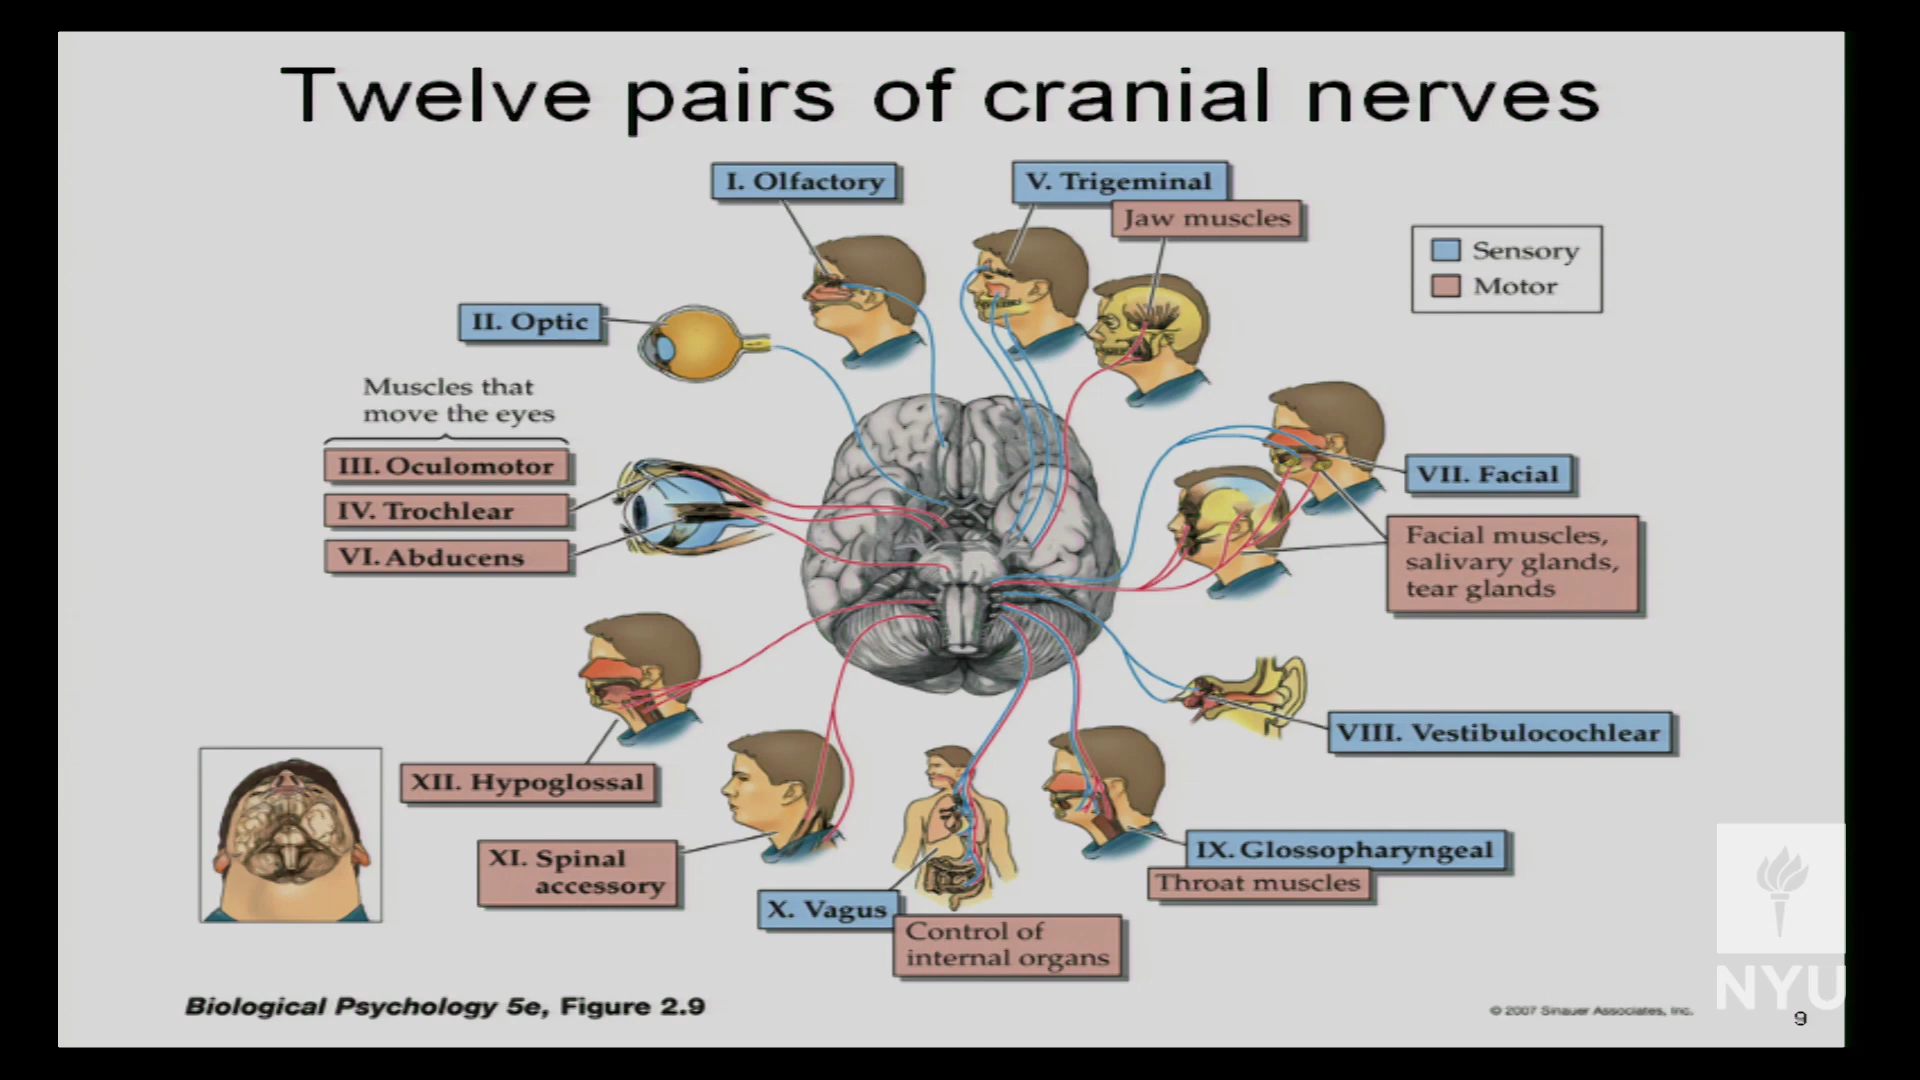 Twelve pairs of cranial nerves
I. Olfactory
V. Trigeminal
Jaw muscles
Sensory
Motor
II. Optic
Muscles that
move the eyes
III. Oculomotor
IV. Trochlear
VI. Abducens
VII. Facial
Facial muscles,
salivary glands,
tear glands
VIII. Vestibulocochlear
XII. Hypoglossal
XI. Spinal
accessory
IX. Glossopharyngeal
Throat muscles
X. Vagus
Control of
internal organs
Biological Psychology 5e, Figure 2.9
© 2007 Sinauer Associates, Inc.
NYU
9